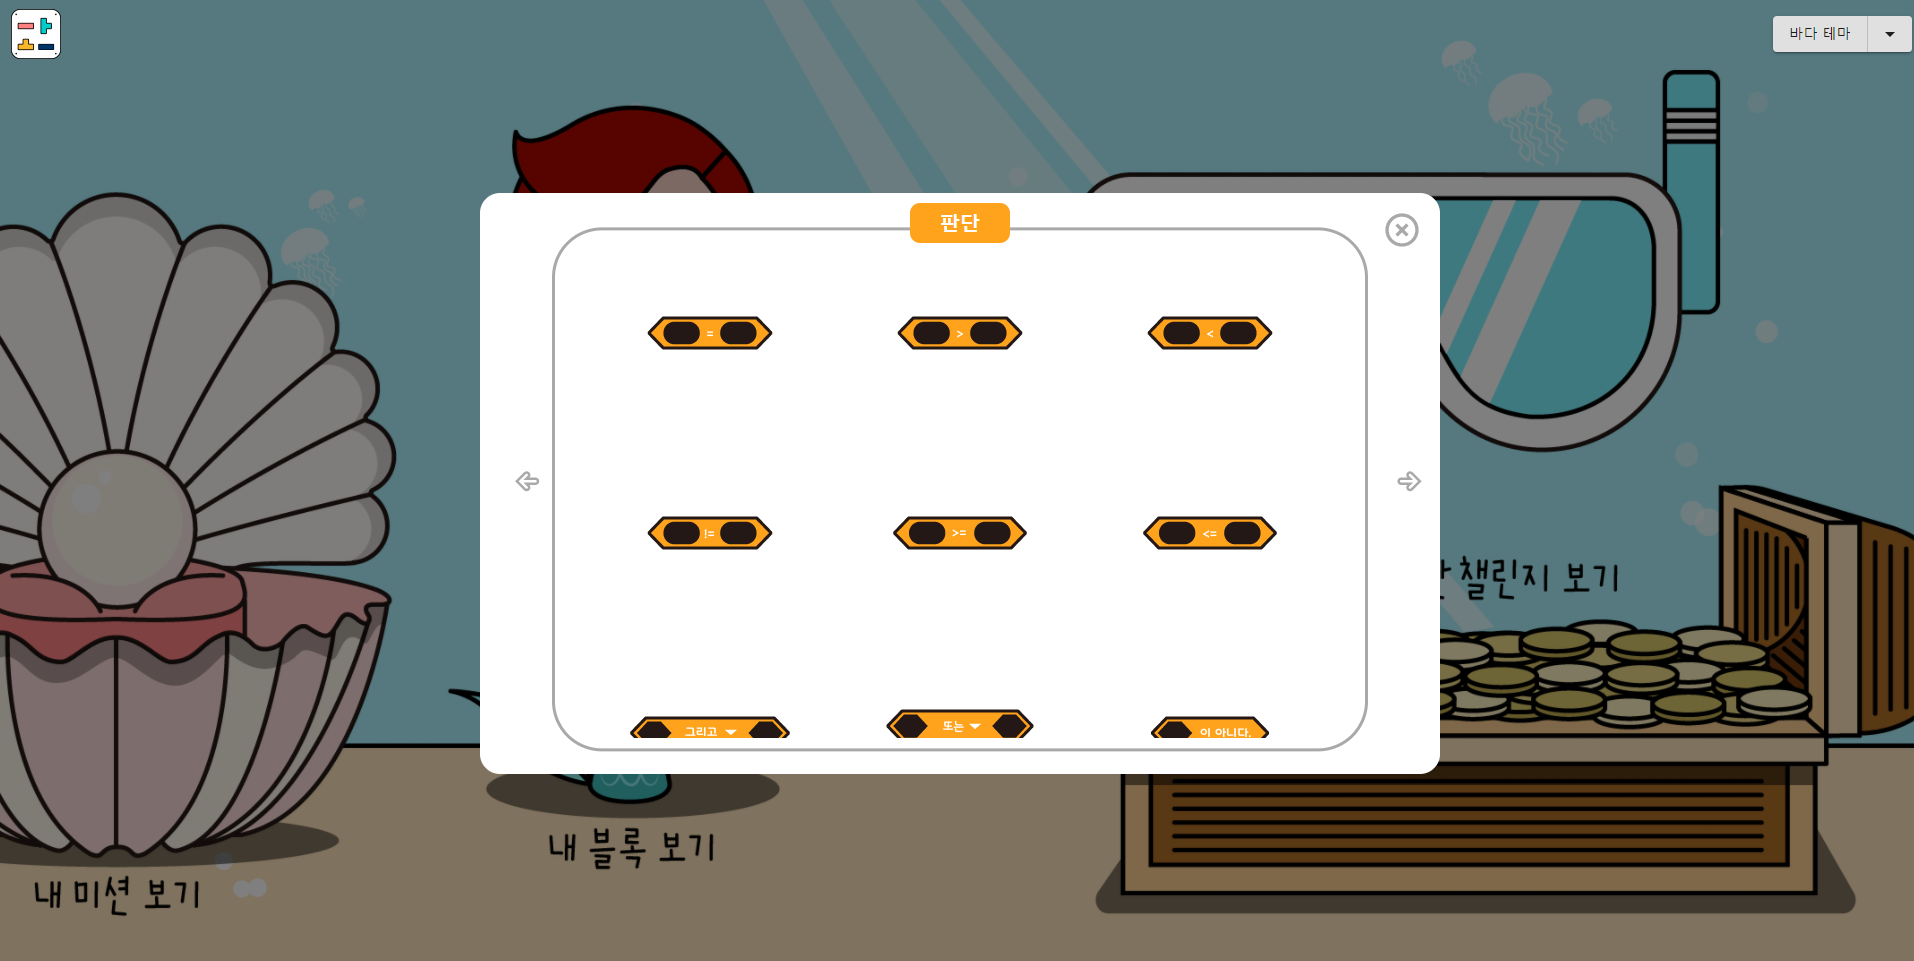 바다 테마
판단
=
>
<
!=
>=
<=
그리고
또는
이 아니다.
챌린지 보기
내 블록 보기
내 미션 보기